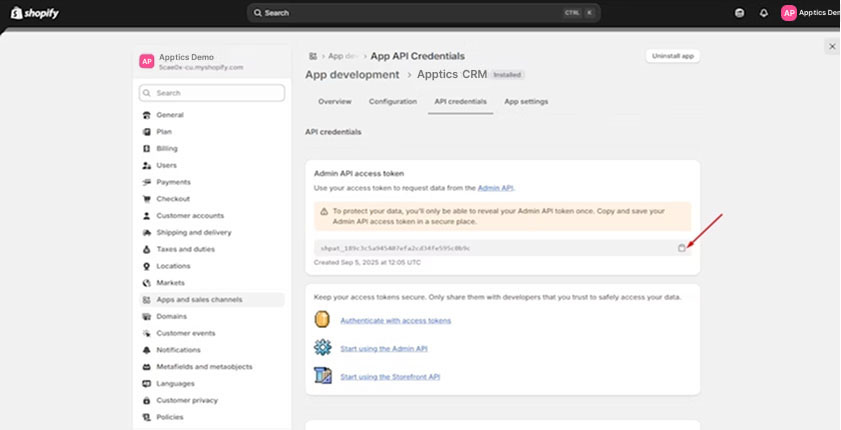 shopify
Search
CTRL K
AP Apptics Dem
AP Apptics Demo
App de
App API Credentials
Uninstall app
App development
Apptics CRM
Installed
Search
General
Plan
Billing
Users
Payments
Checkout
Customer accounts
Shipping and delivery
Taxes and duties
Locations
Markets
Apps and sales channels
Domains
Customer events
Notifications
Metafields and metaobjects
Languages
Customer privacy
Policies
Overview
Configuration
API credentials
App settings
API credentials
Admin API access token
Use your access token to request data from the Admin API.
To protect your data, you'll only be able to reveal your Admin API token once. Copy and save your
Admin API access token in a secure place.
Created Sep 5, 2025 at 12:05 UTC
Keep your access tokens secure. Only share them with developers that you trust to safely access your data.
Authenticate with access tokens
Start using the Admin API
Start using the Storefront API